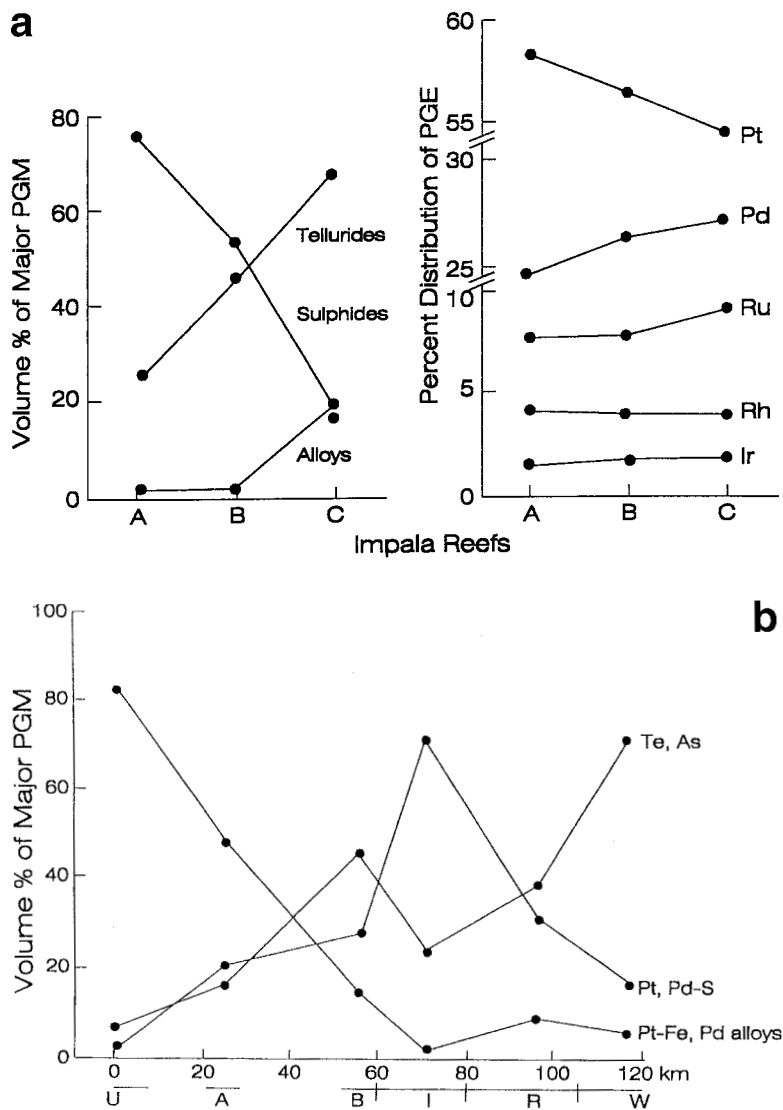 a
Volume % of Major PGM
80
60
40
20
0
Tellurides
Sulphides
Alloys
A B C
Percent Distribution of PGE
60
55
30
25
10
5
0
Pt
Pd
Ru
Rh
Ir
A B C
Impala Reefs
b
Volume % of Major PGM
100
80
60
40
20
0
Te, As
Pt, Pd-S
Pt-Fe, Pd alloys
0 20 40 60 80 100 120 km
U A B I R W